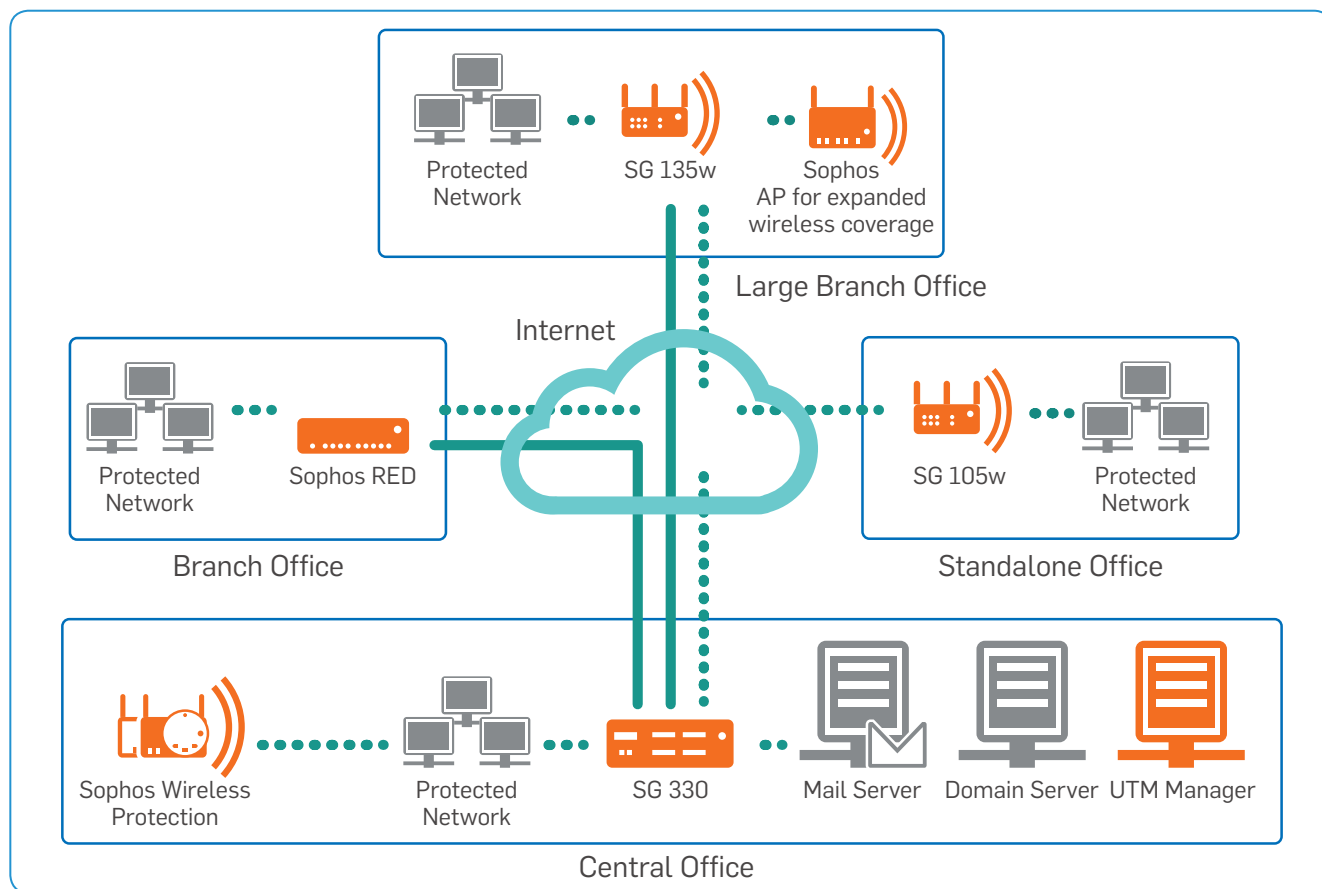 Protected
Network
SG 135w
Sophos
AP for expanded
wireless coverage
Large Branch Office
Internet
Protected
Network
Sophos RED
Branch Office
SG 105w
Protected
Network
Standalone Office
Sophos Wireless
Protection
Protected
Network
SG 330
Mail Server
Domain Server
UTM Manager
Central Office